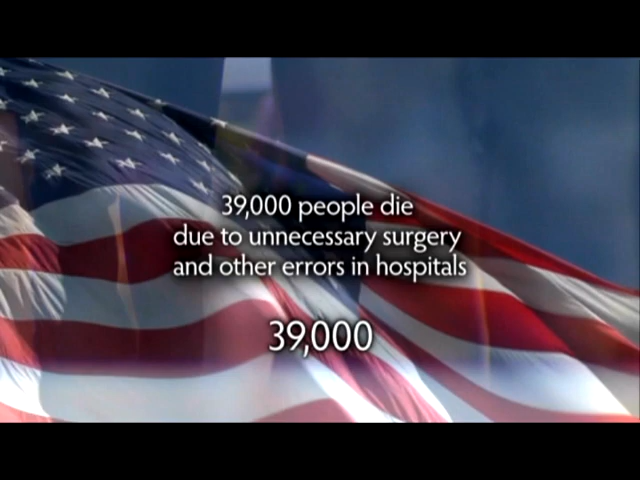 39,000 people die
due to unnecessary surgery
and other errors in hospitals
39,000